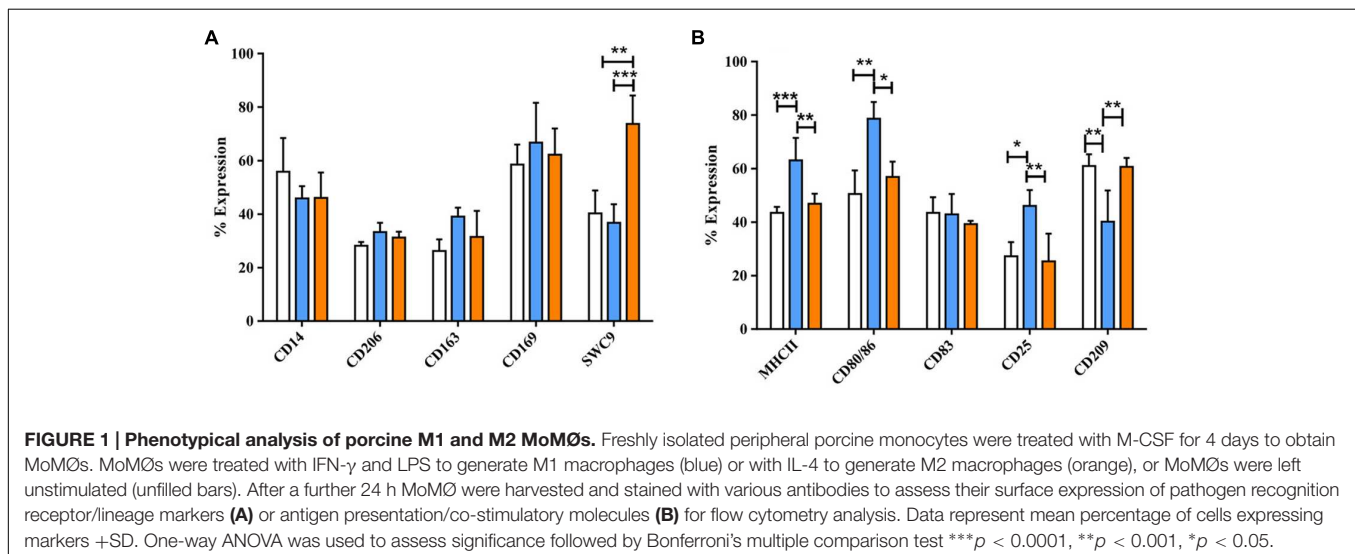 A
B
100
80
60
40
20
0
% Expression
**
***
CD14
CD206
CD163
CD169
SWC9
100
80
60
40
20
0
% Expression
***
**
**
*
*
**
**
**
MHCII
CD80/86
CD83
CD25
CD209
FIGURE 1 | Phenotypical analysis of porcine M1 and M2 MoMØs. Freshly isolated peripheral porcine monocytes were treated with M-CSF for 4 days to obtain
MoMØs. MoMØs were treated with IFN-γ and LPS to generate M1 macrophages (blue) or with IL-4 to generate M2 macrophages (orange), or MoMØs were left
unstimulated (unfilled bars). After a further 24 h MoMØ were harvested and stained with various antibodies to assess their surface expression of pathogen recognition
receptor/lineage markers (A) or antigen presentation/co-stimulatory molecules (B) for flow cytometry analysis. Data represent mean percentage of cells expressing
markers +SD. One-way ANOVA was used to assess significance followed by Bonferroni's multiple comparison test ***p < 0.0001, **p < 0.001, *p < 0.05.